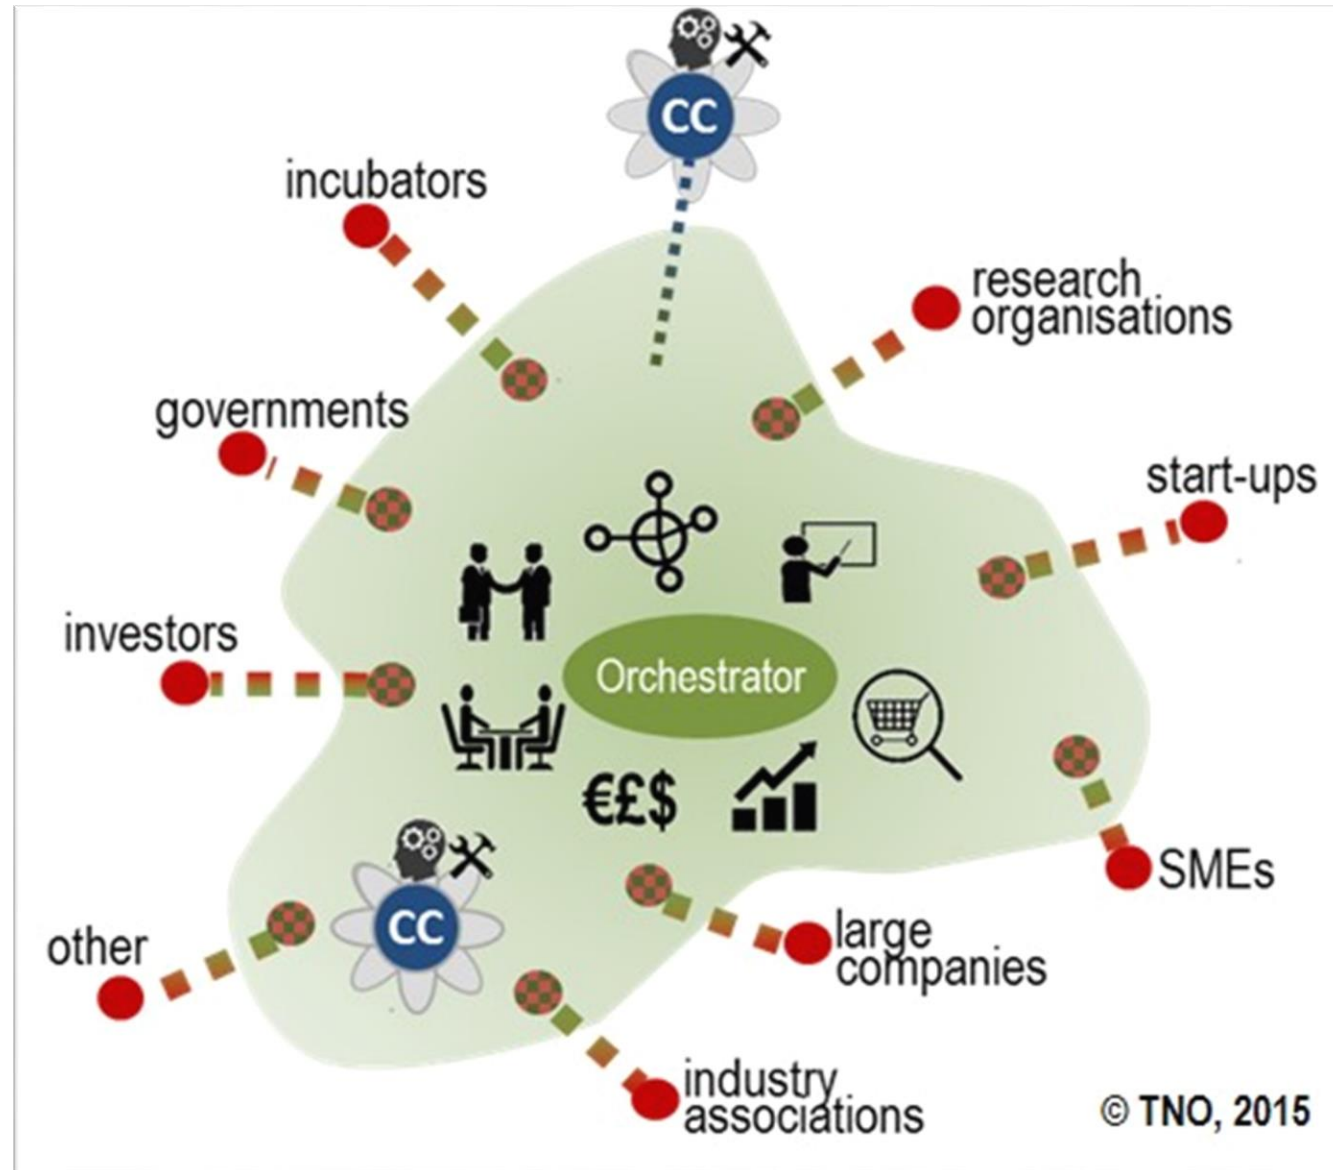 CC
incubators
research
organisations
governments
start-ups
investors
Orchestrator
€£$
SMEs
CC
other
large
companies
industry
associations
© TNO, 2015